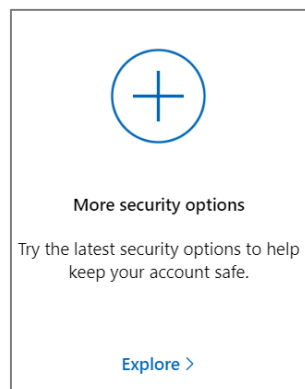 More security options
Try the latest security options to help
keep your account safe.
Explore >